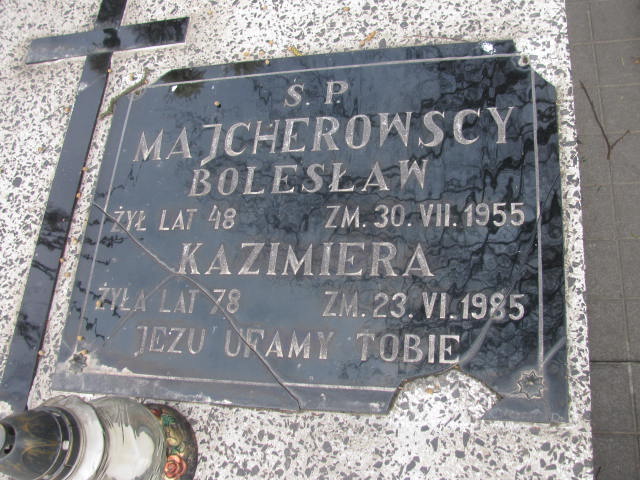 Ś. P.
MAJCHEROWSCY
BOLESŁAW
ŻYŁ LAT 48 ZM. 30. VII. 1955
KAZIMIERA
ŻYŁA LAT 78 ZM. 23. VI. 1985
JEZU UFAMY TOBIE